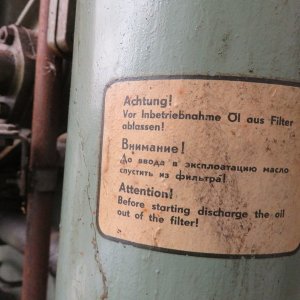 Achtung!
Vor Inbetriebnahme Öl aus Filter
ablassen!
Внимание!
До ввода в эксплоатацию масло
спустить из фильтра!
Attention!
Before starting discharge the oil
out of the filter!